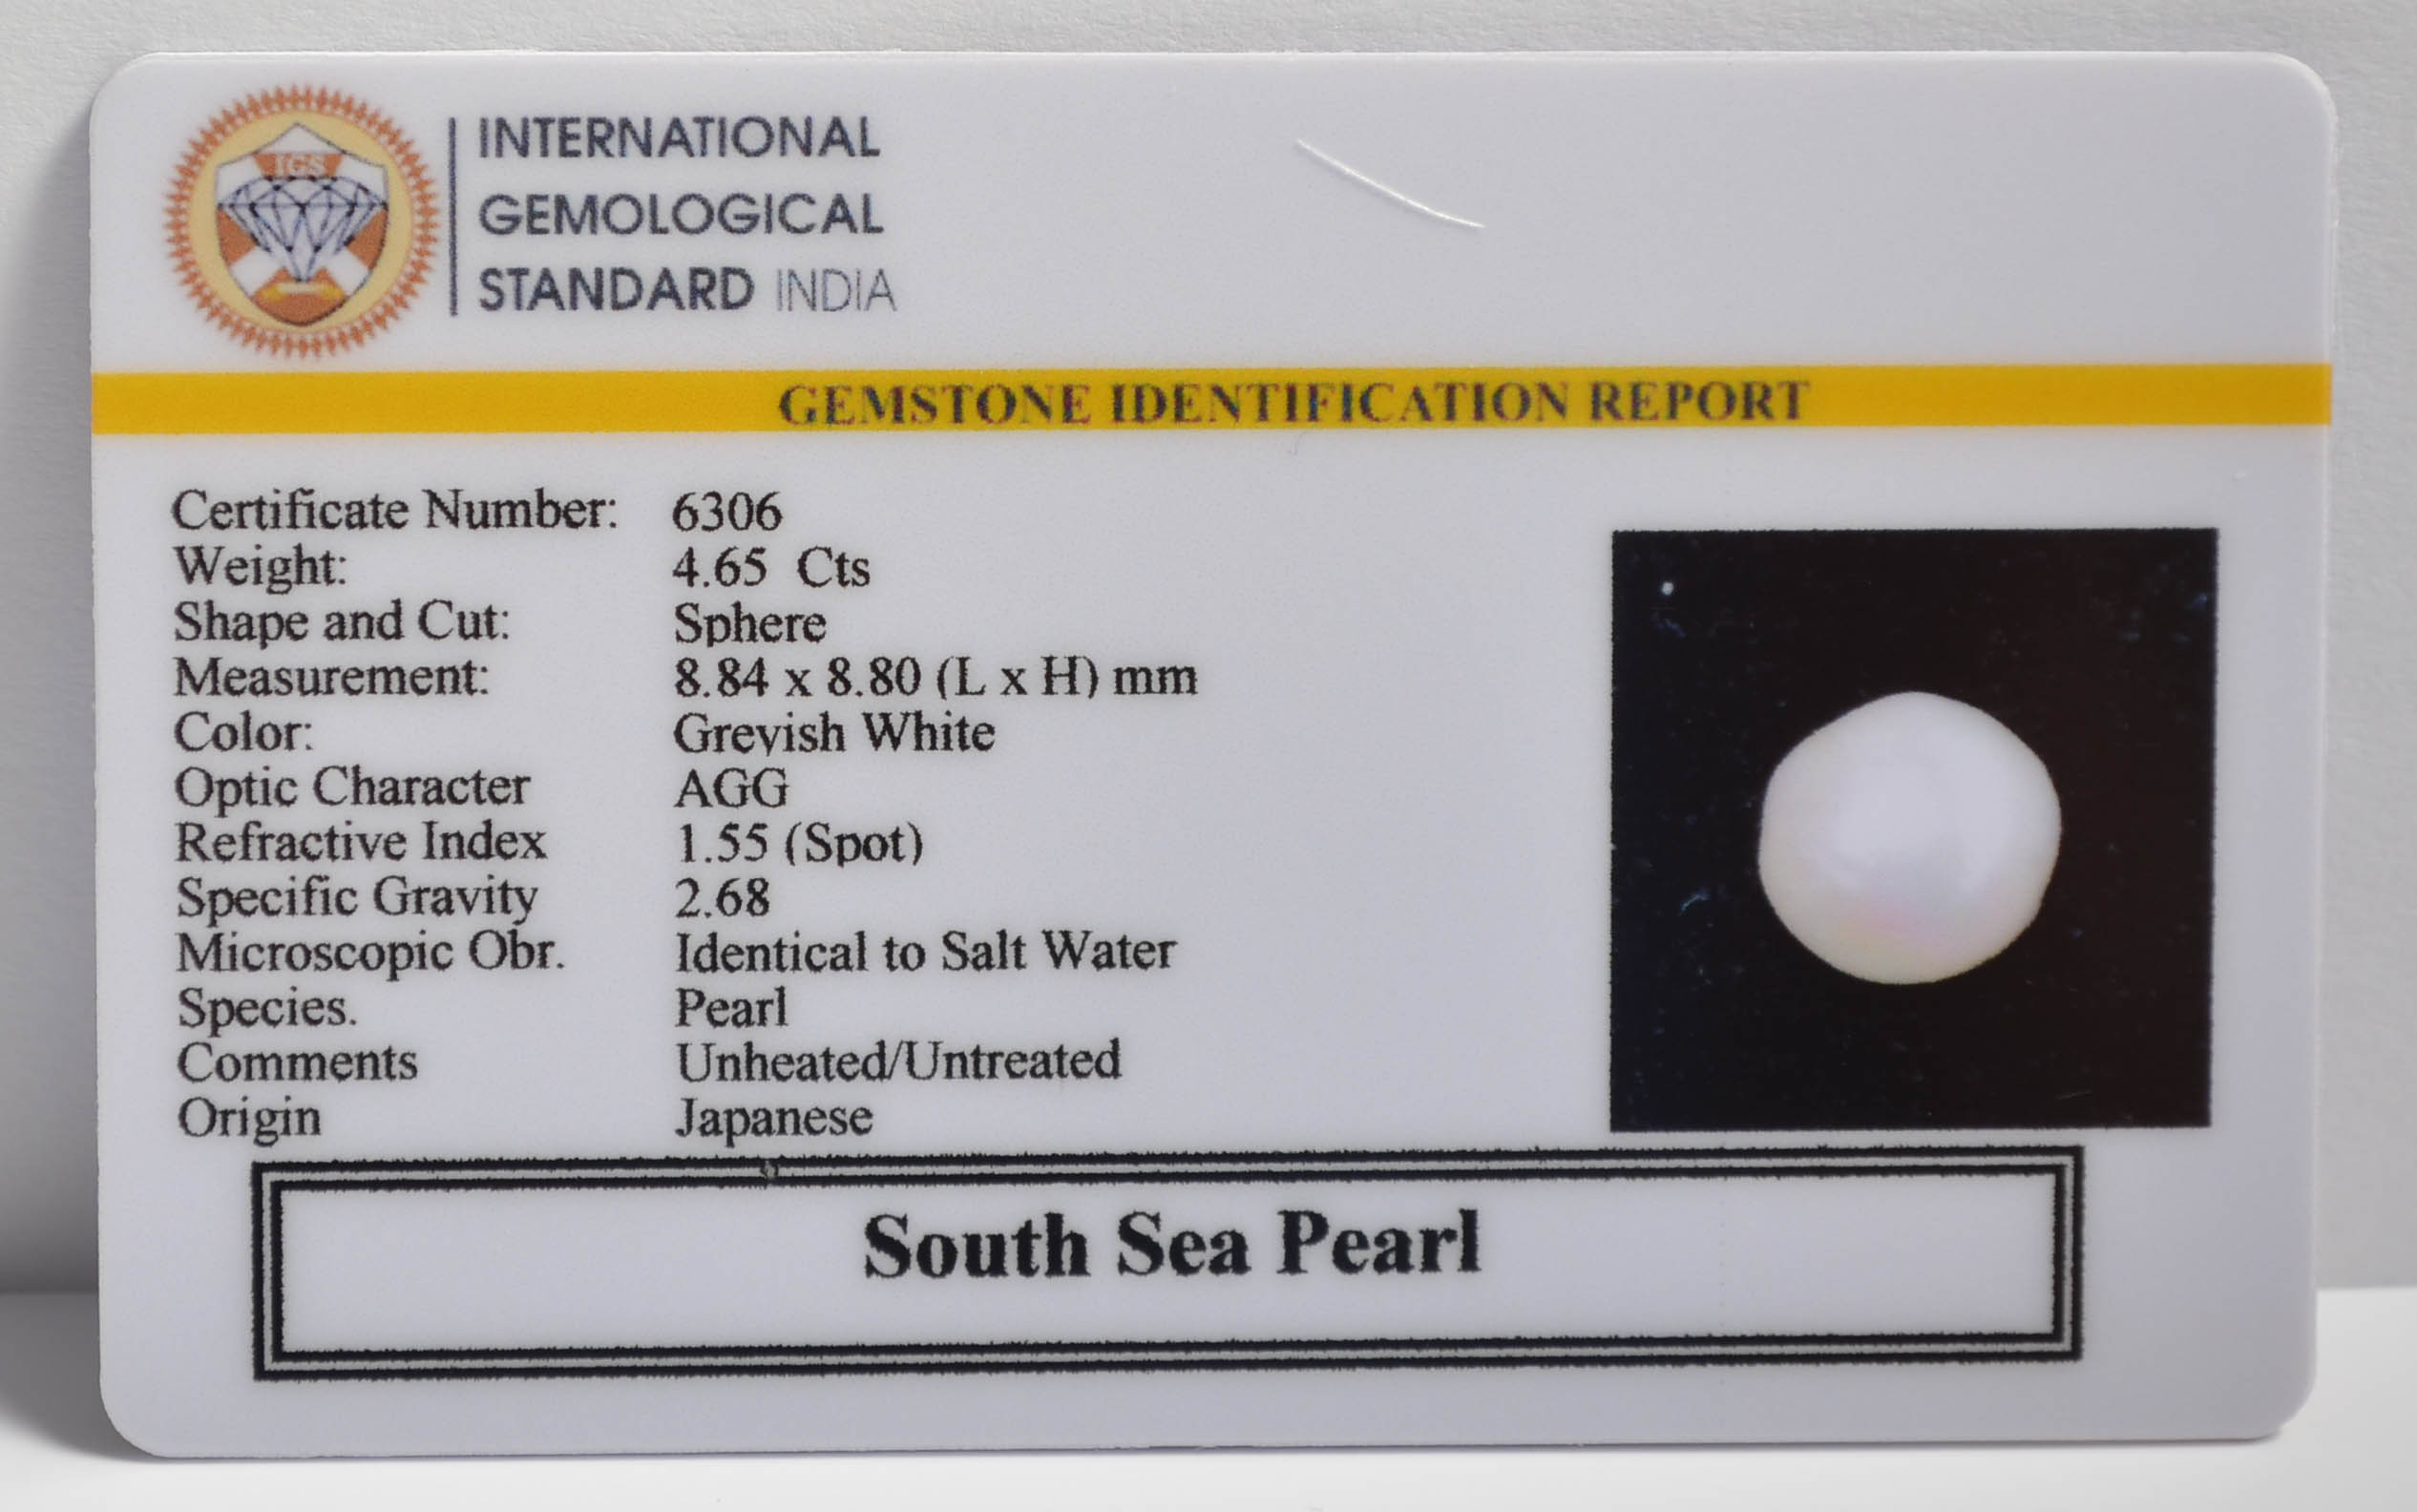 IGS
INTERNATIONAL
GEMOLOGICAL
STANDARD INDIA
GEMSTONE IDENTIFICATION REPORT
Certificate Number: 6306
Weight: 4.65 Cts
Shape and Cut: Sphere
Measurement: 8.84 x 8.80 (L x H) mm
Color: Greyish White
Optic Character AGG
Refractive Index 1.55 (Spot)
Specific Gravity 2.68
Microscopic Obr. Identical to Salt Water
Species. Pearl
Comments Unheated/Untreated
Origin Japanese
South Sea Pearl